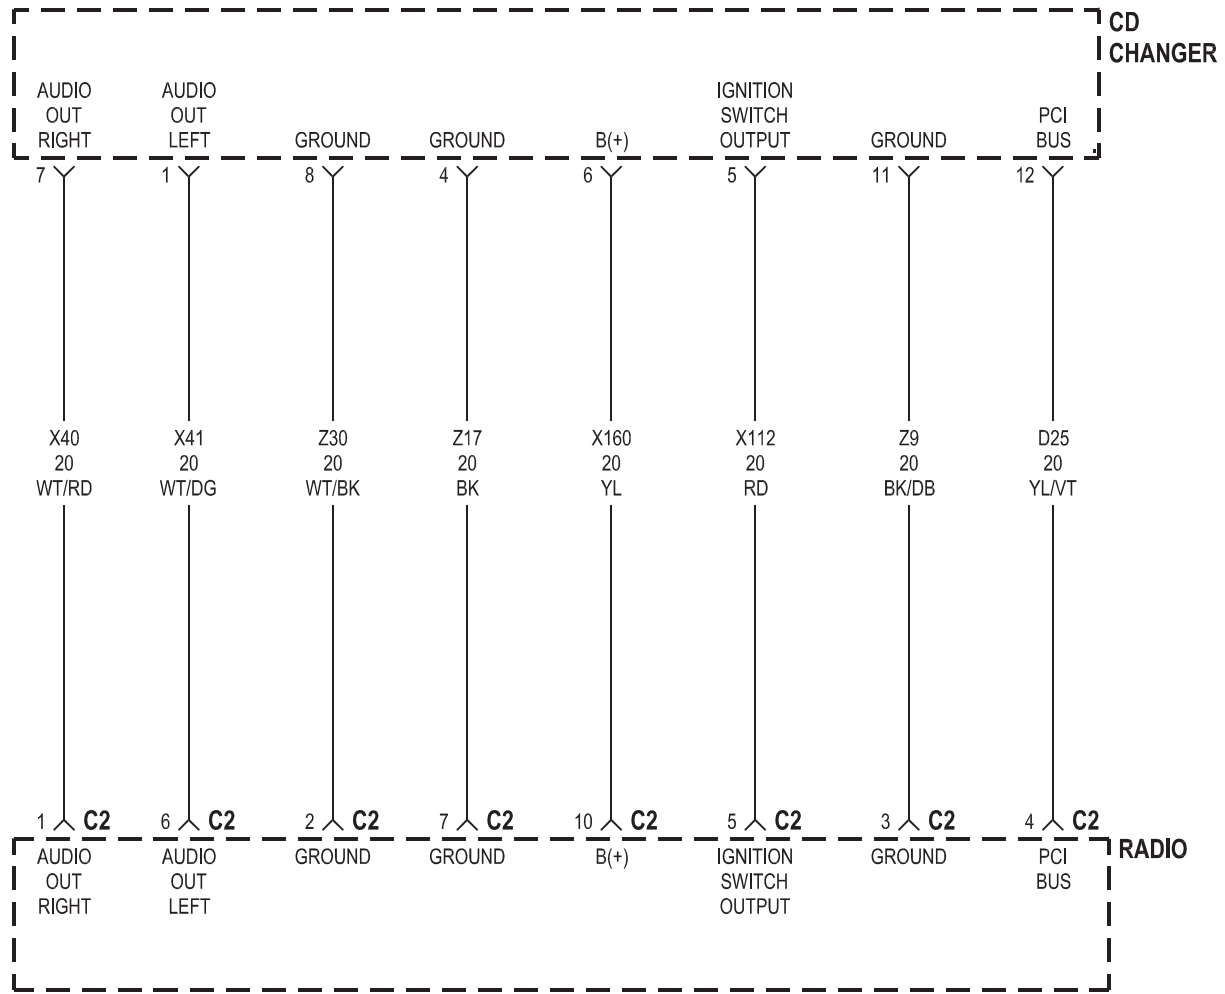 CD
CHANGER
AUDIO
OUT
RIGHT
AUDIO
OUT
LEFT
GROUND
GROUND
B(+)
IGNITION
SWITCH
OUTPUT
GROUND
PCI
BUS
7
1
8
4
6
5
11
12
X40
20
WT/RD
X41
20
WT/DG
Z30
20
WT/BK
Z17
20
BK
X160
20
YL
X112
20
RD
Z9
20
BK/DB
D25
20
YL/VT
1 C2
6 C2
2 C2
7 C2
10 C2
5 C2
3 C2
4 C2
RADIO
AUDIO
OUT
RIGHT
AUDIO
OUT
LEFT
GROUND
GROUND
B(+)
IGNITION
SWITCH
OUTPUT
GROUND
PCI
BUS